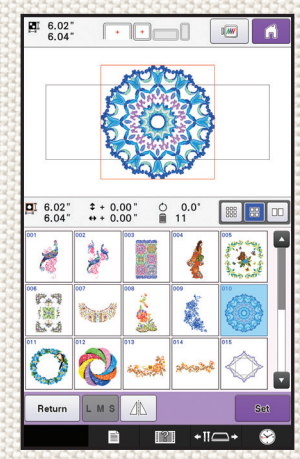 6.02"
6.04"
6.02" + 0.00" 0.0°
6.04" + 0.00" 11
001 002 003 004 005
006 007 008 009 010
011 012 013 014 015
Return L M S Set